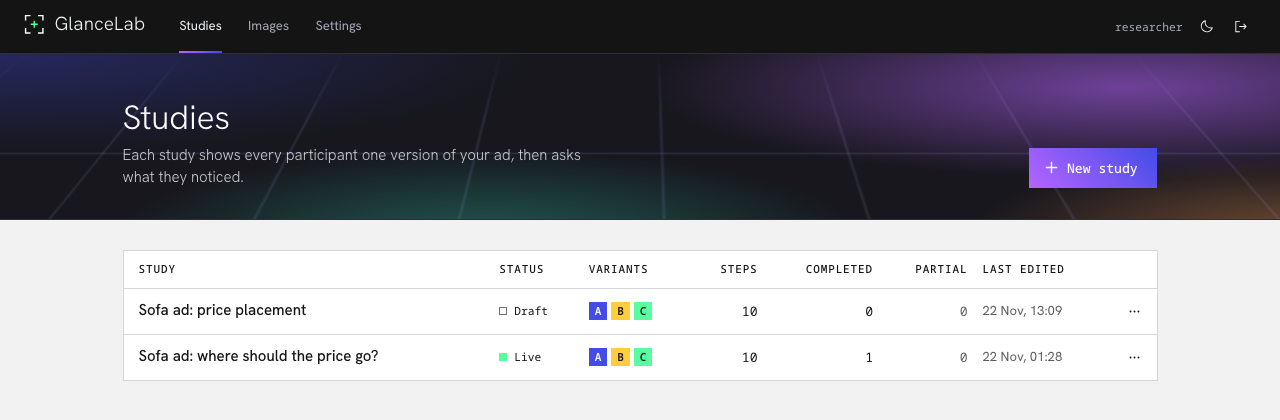 GlanceLab Studies Images Settings researcher
Studies
Each study shows every participant one version of your ad, then asks
what they noticed.
New study
STUDY STATUS VARIANTS STEPS COMPLETED PARTIAL LAST EDITED
Sofa ad: price placement Draft A B C 10 0 0 22 Nov, 13:09 ...
Sofa ad: where should the price go? Live A B C 10 1 0 22 Nov, 01:28 ...